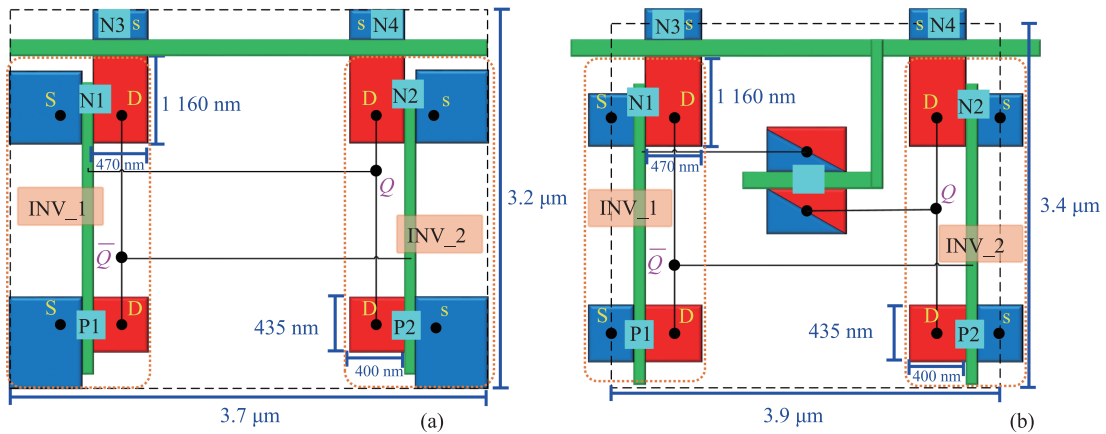 s N3
N4 s
S
N1
D
D
N2
s
1 160 nm
470 nm
Q
INV_1
INV_2
Q̅
3.2 μm
S
P1
D
D
P2
s
435 nm
400 nm
3.7 μm
(a)
s N3
N4 s
S
N1
D
D
N2
s
1 160 nm
470 nm
INV_1
Q
INV_2
Q̅
3.4 μm
S
P1
D
D
P2
s
435 nm
400 nm
3.9 μm
(b)